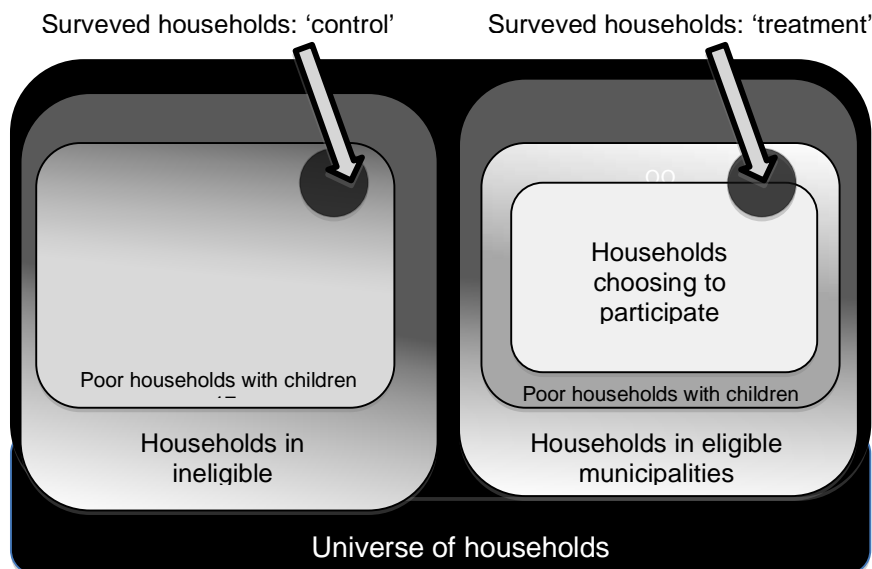 Surveyed households: ‘control’
Surveyed households: ‘treatment’
Households
choosing to
participate
Poor households with children
Poor households with children
Households in
ineligible
Households in eligible
municipalities
Universe of households